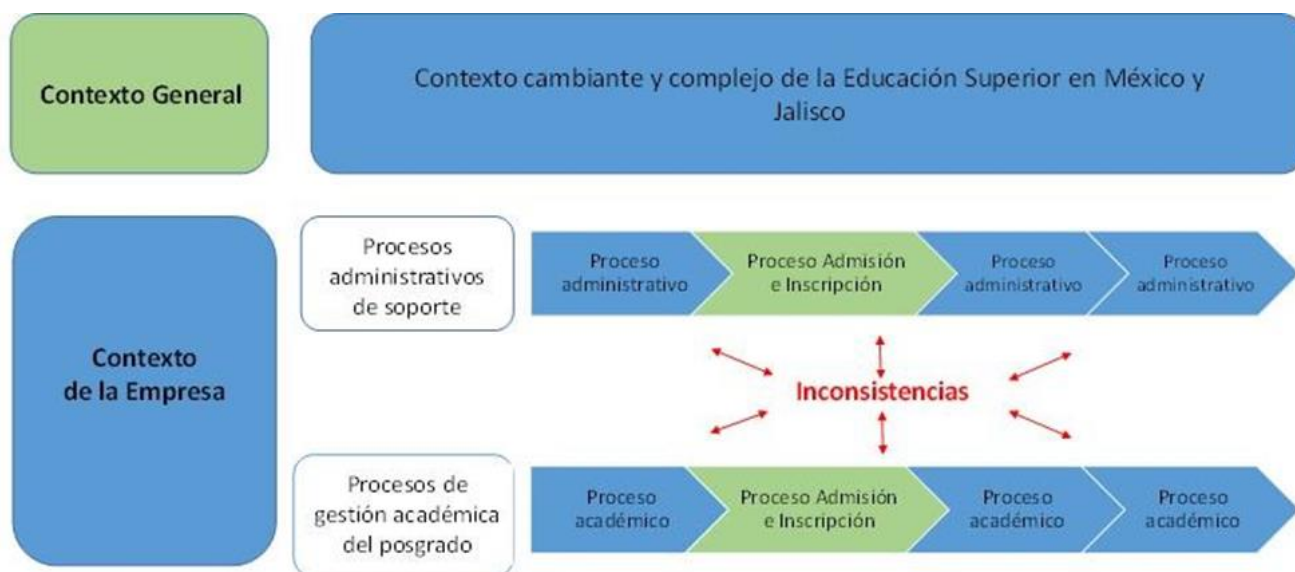 Contexto General
Contexto cambiante y complejo de la Educación Superior en México y
Jalisco
Contexto
de la Empresa
Procesos
administrativos
de soporte
Proceso
administrativo
Proceso Admisión
e Inscripción
Proceso
administrativo
Proceso
administrativo
Inconsistencias
Procesos de
gestión académica
del posgrado
Proceso
académico
Proceso Admisión
e Inscripción
Proceso
académico
Proceso
académico